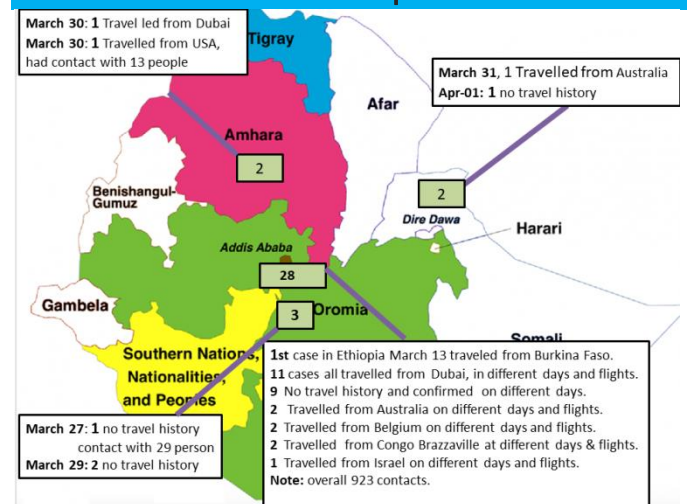 March 30: 1 Travel led from Dubai
March 30: 1 Travelled from USA,
had contact with 13 people
Tigray
March 31, 1 Travelled from Australia
Apr-01: 1 no travel history
Afar
Amhara
2
2
Benishangul-
Gumuz
Dire Dawa
Harari
Addis Ababa
28
Gambela
3
Oromia
Somali
Southern Nations,
Nationalities,
and Peoples
1st case in Ethiopia March 13 traveled from Burkina Faso.
11 cases all travelled from Dubai, in different days and flights.
9 No travel history and confirmed on different days.
2 Travelled from Australia on different days and flights.
2 Travelled from Belgium on different days and flights.
2 Travelled from Congo Brazzaville at different days & flights.
1 Travelled from Israel on different days and flights.
Note: overall 923 contacts.
March 27: 1 no travel history
contact with 29 person
March 29: 2 no travel history